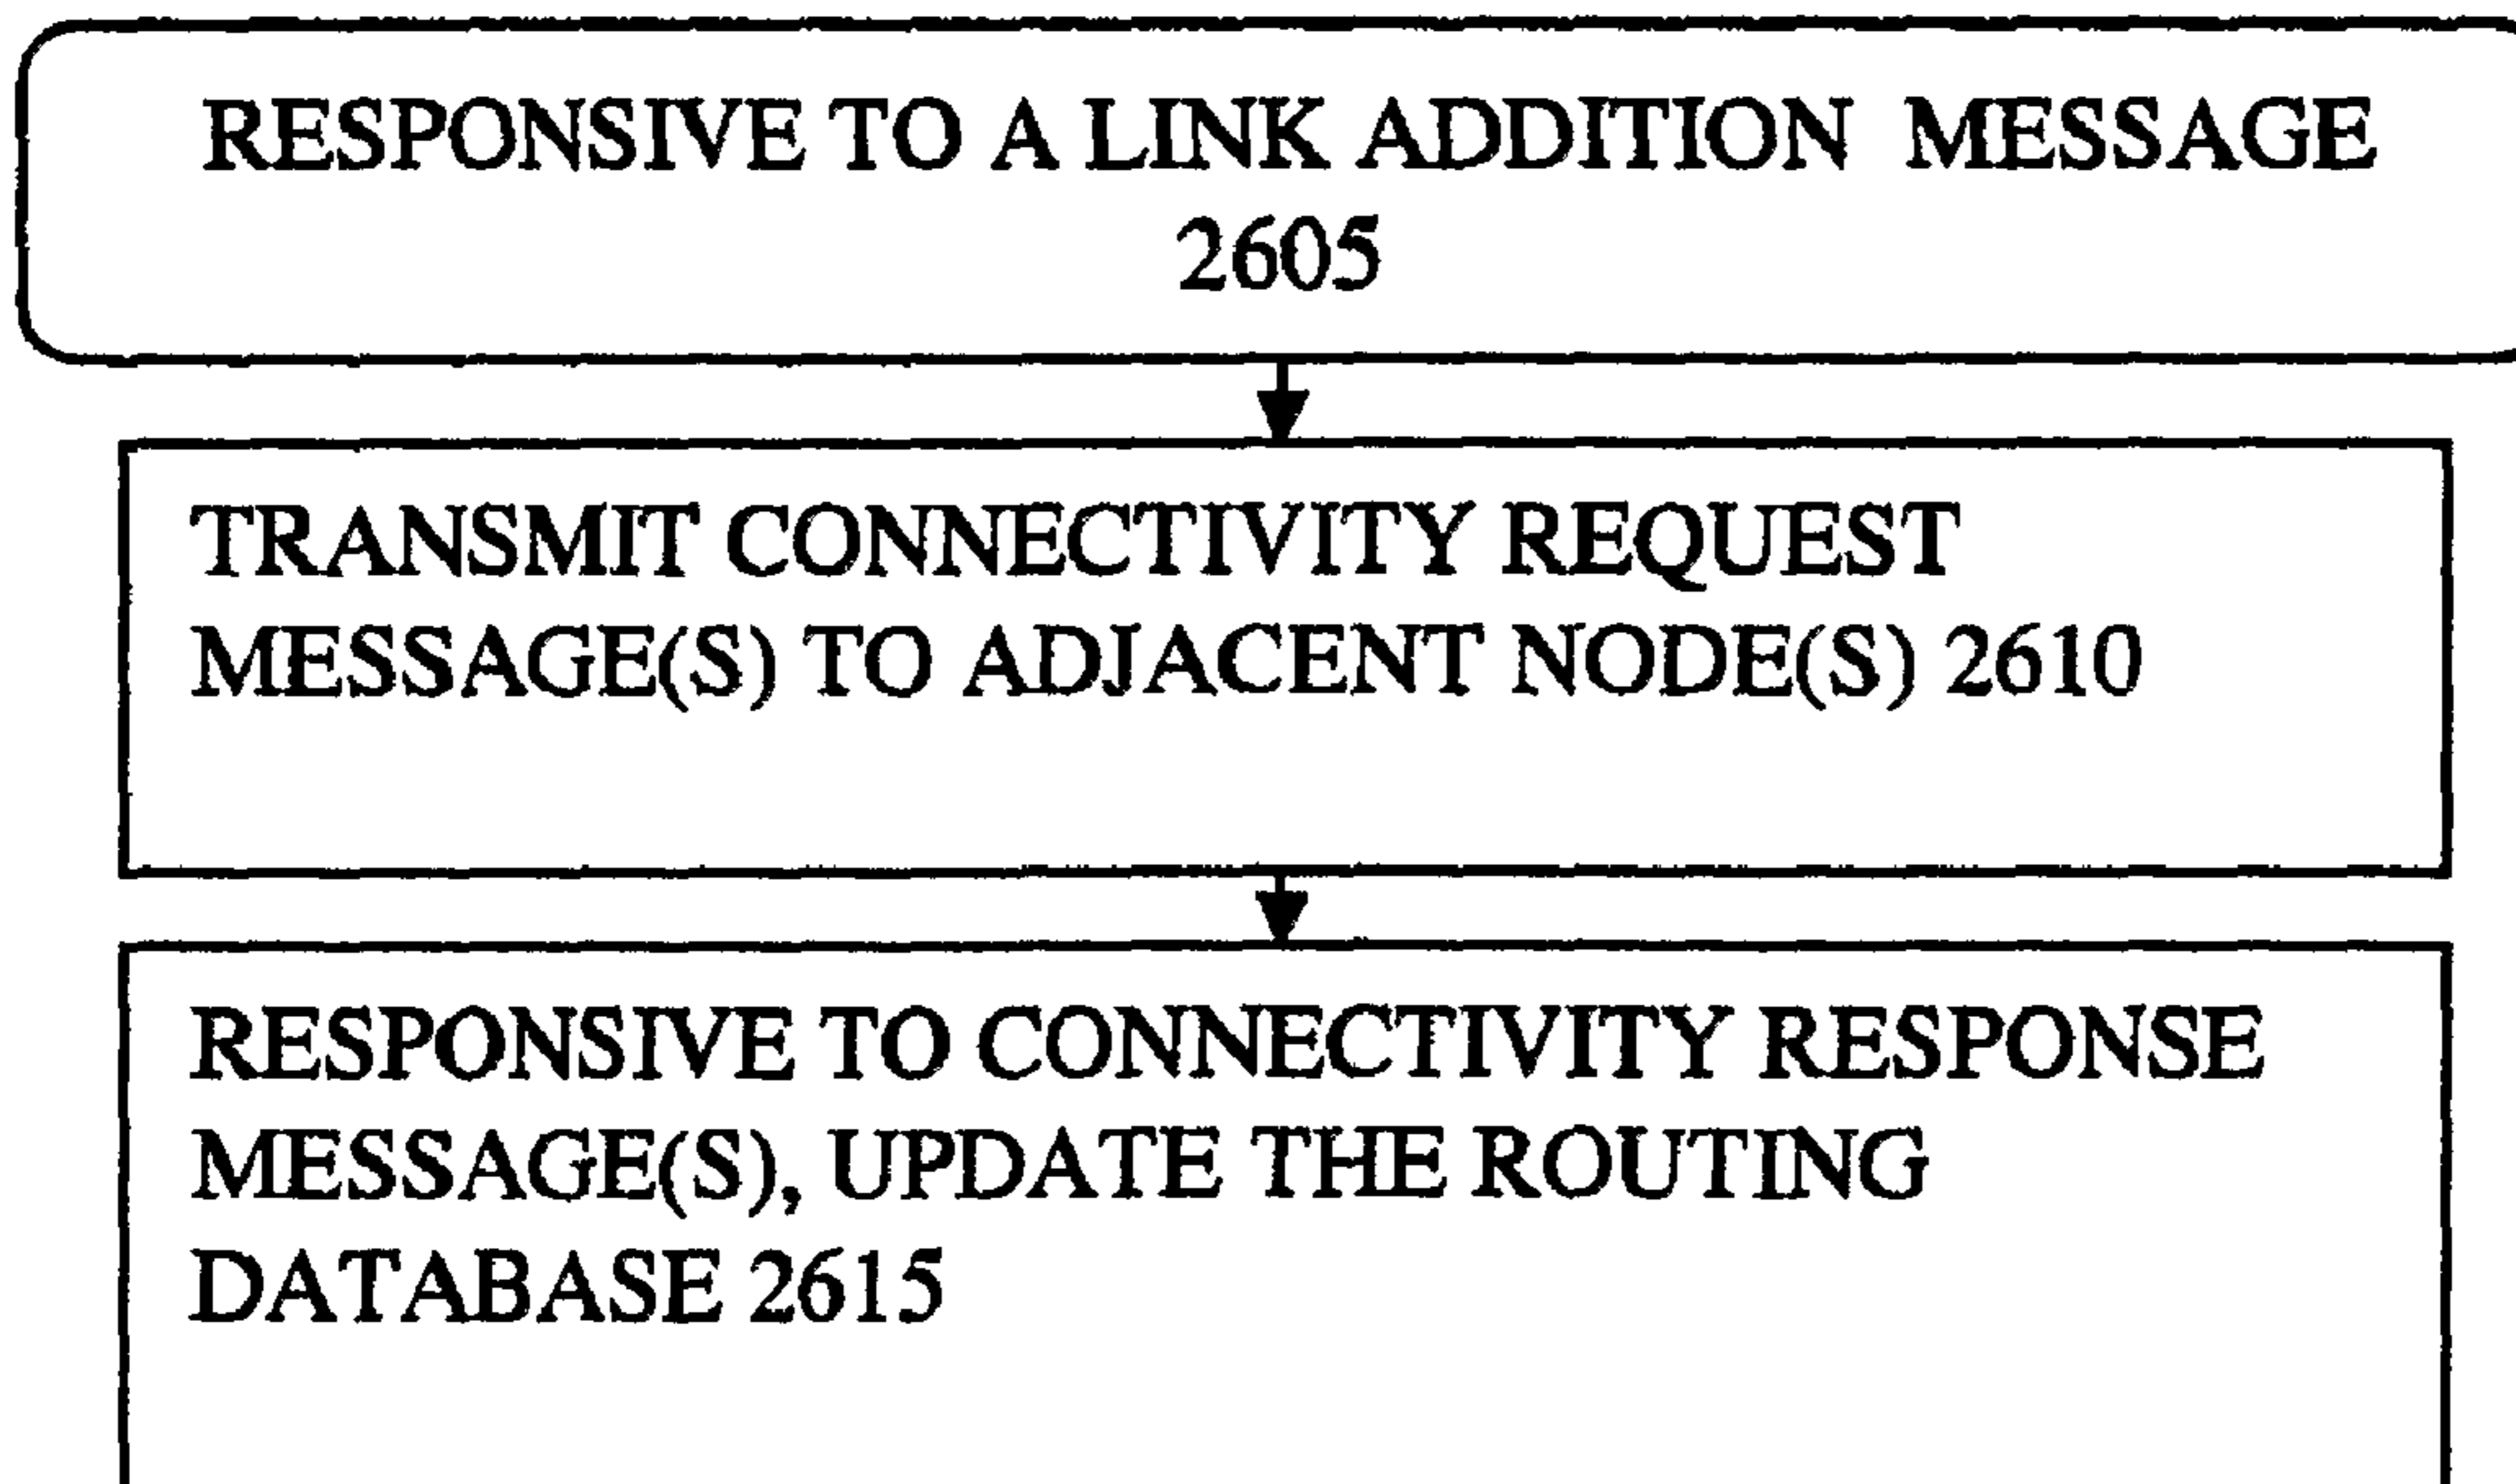 RESPONSIVE TO A LINK ADDITION MESSAGE
2605
TRANSMIT CONNECTIVITY REQUEST
MESSAGE(S) TO ADJACENT NODE(S) 2610
RESPONSIVE TO CONNECTIVITY RESPONSE
MESSAGE(S), UPDATE THE ROUTING
DATABASE 2615